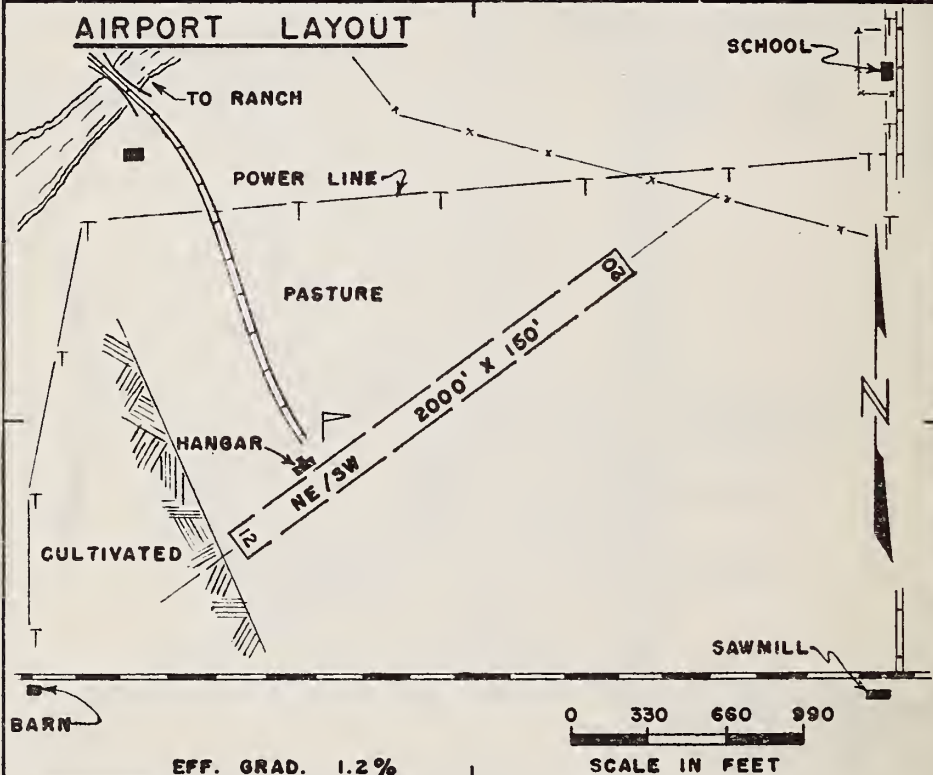 AIRPORT LAYOUT
SCHOOL
TO RANCH
POWER LINE
PASTURE
02
2000' X 150'
N
HANGAR
NE/SW
12
CULTIVATED
SAWMILL
BARN
0 330 660 990
EFF. GRAD. 1.2%
SCALE IN FEET